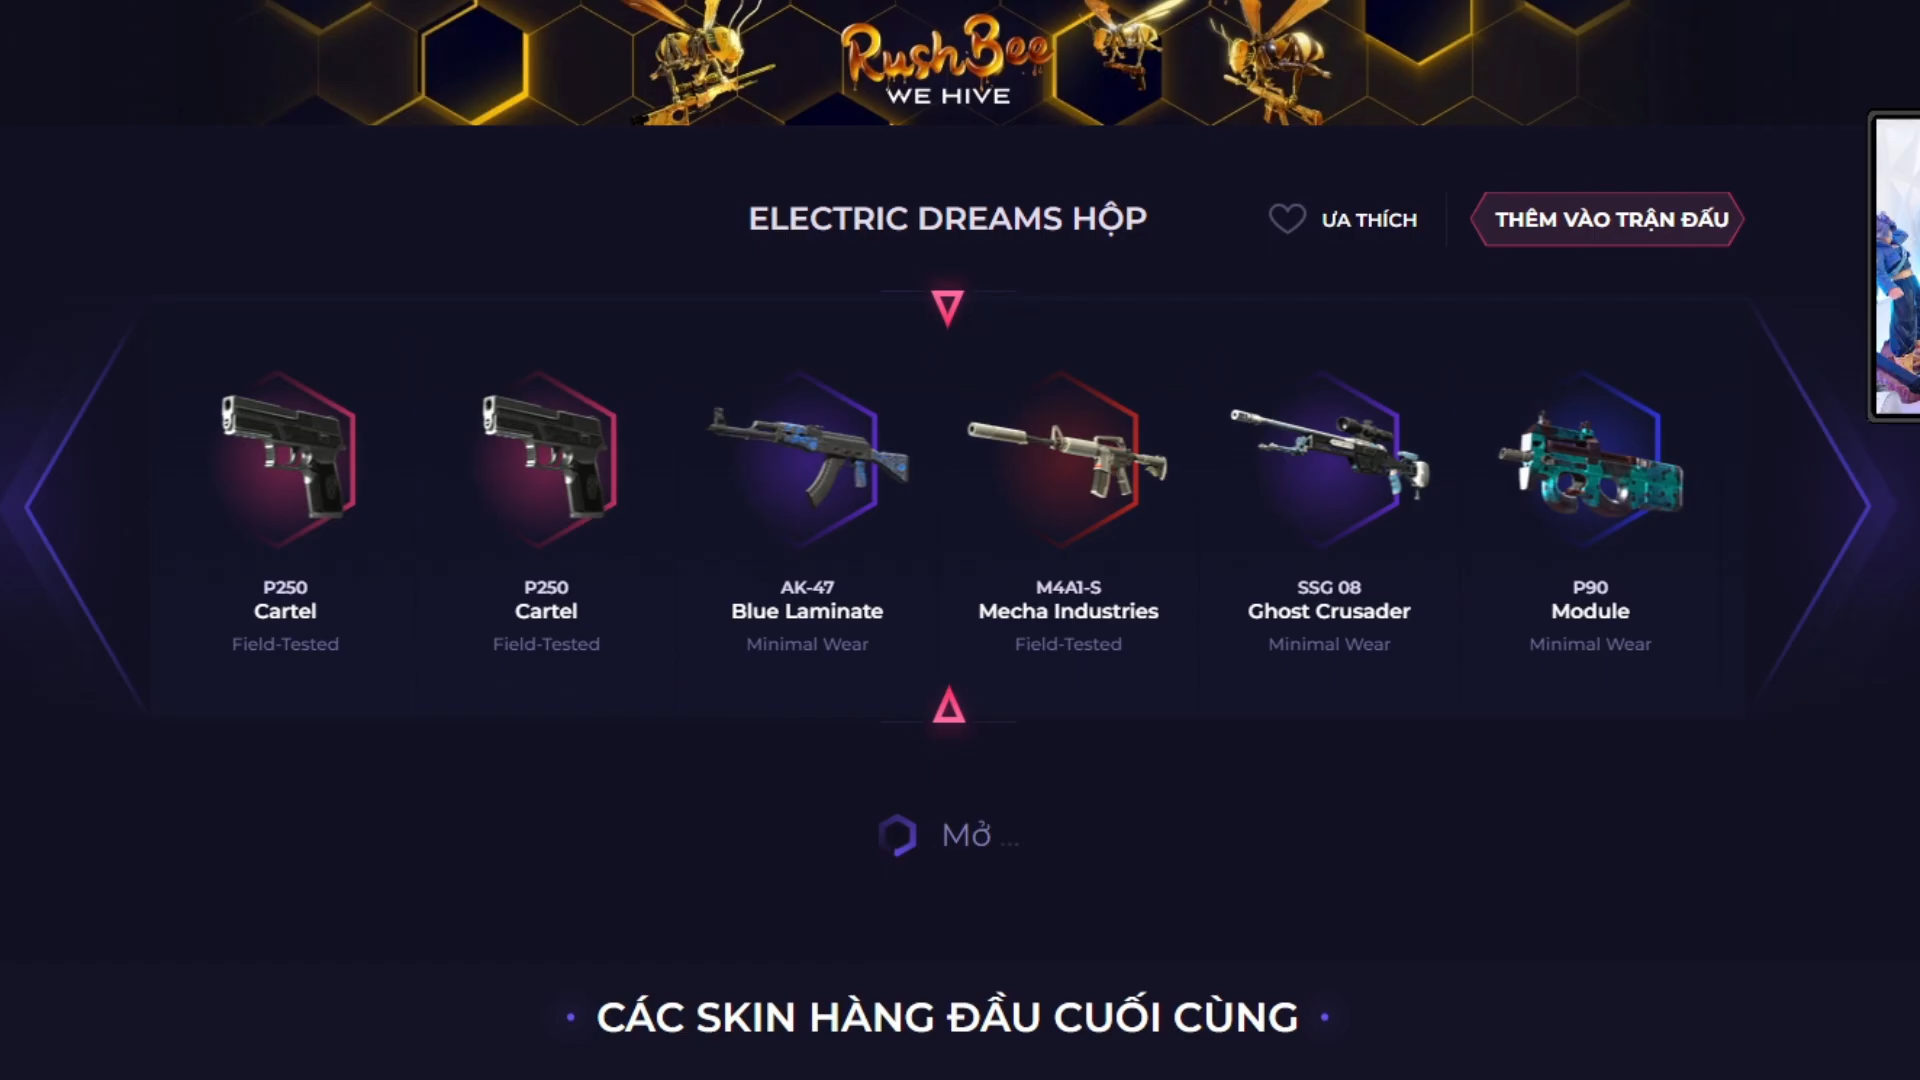 RushBee
WE HIVE
ELECTRIC DREAMS HỘP
ƯA THÍCH
THÊM VÀO TRẬN ĐẤU
P250
Cartel
Field-Tested
P250
Cartel
Field-Tested
AK-47
Blue Laminate
Minimal Wear
M4A1-S
Mecha Industries
Field-Tested
SSG 08
Ghost Crusader
Minimal Wear
P90
Module
Minimal Wear
Mở ...
• CÁC SKIN HÀNG ĐẦU CUỐI CÙNG •